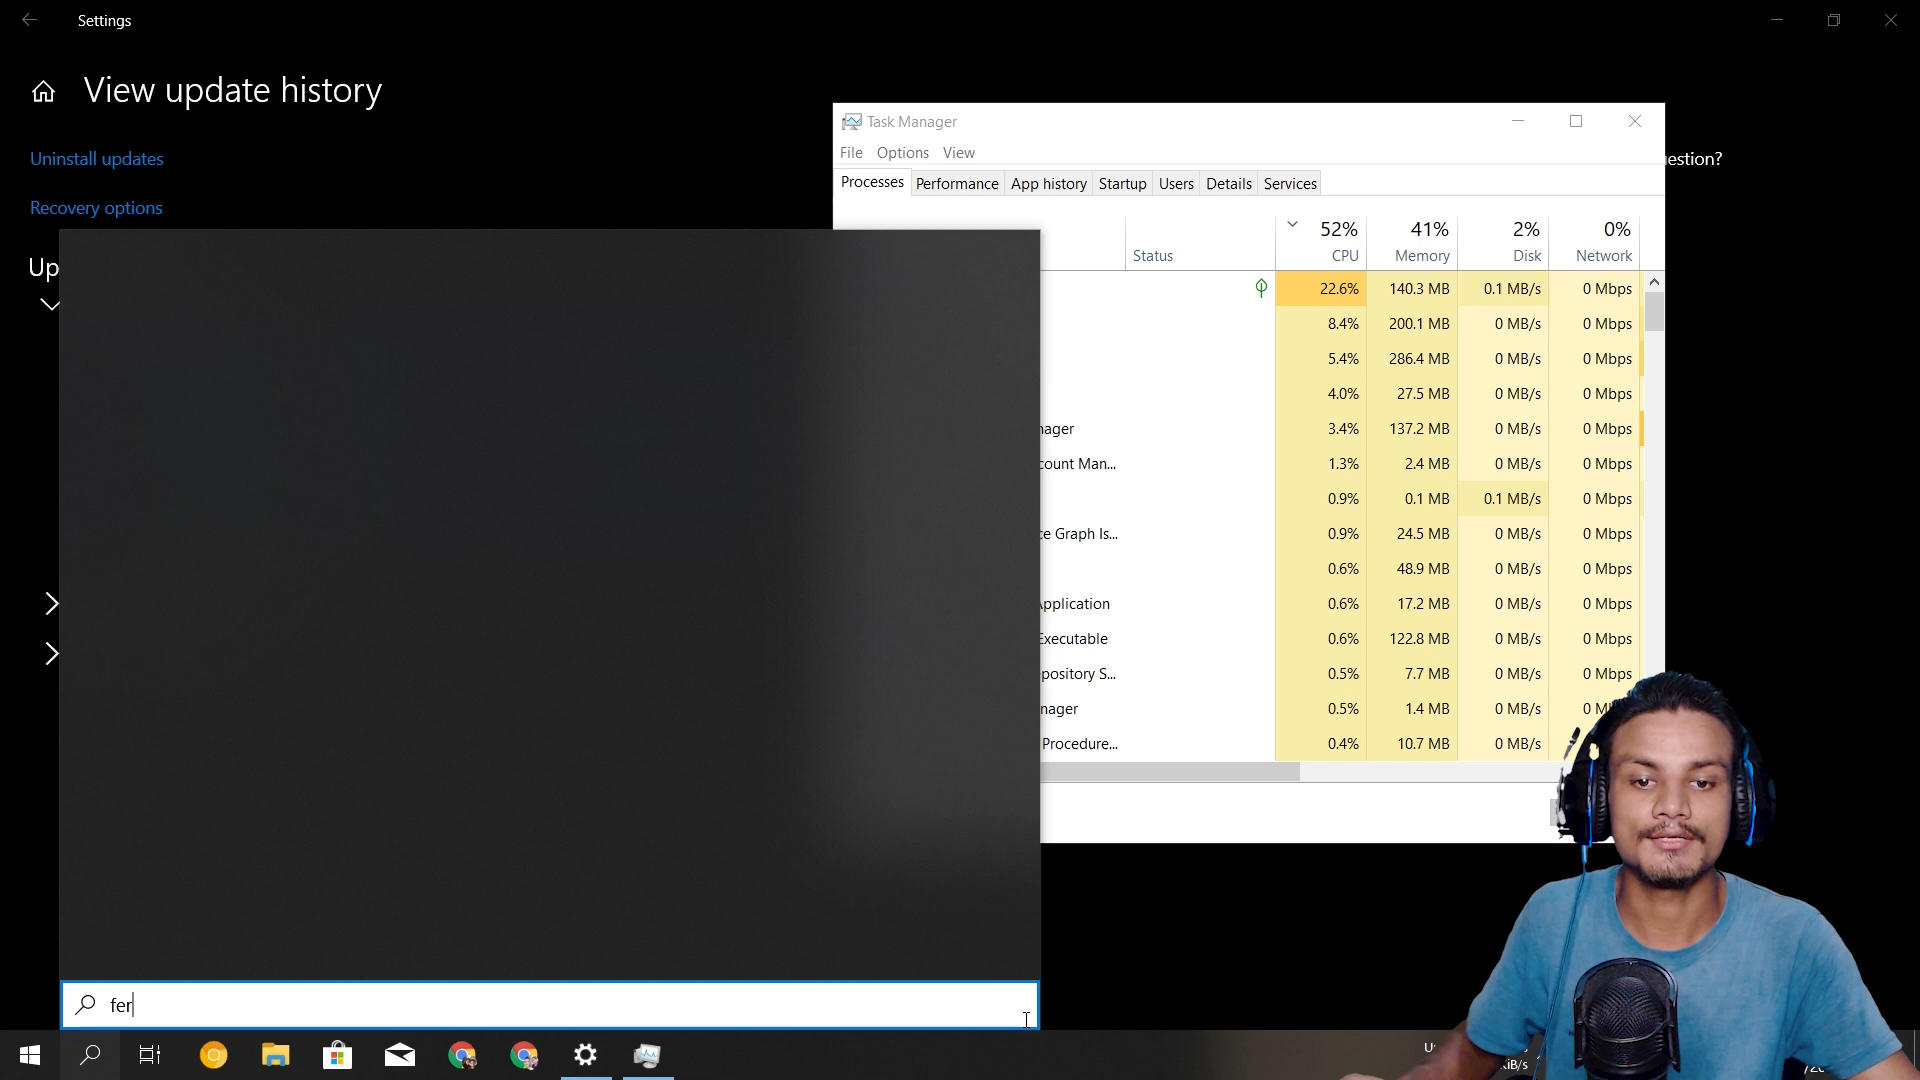 Settings
View update history
Uninstall updates
Recovery options
Up
estion?
Task Manager
File Options View
Processes Performance App history Startup Users Details Services
52% 41% 2% 0%
Status CPU Memory Disk Network
22.6% 140.3 MB 0.1 MB/s 0 Mbps
8.4% 200.1 MB 0 MB/s 0 Mbps
5.4% 286.4 MB 0 MB/s 0 Mbps
4.0% 27.5 MB 0 MB/s 0 Mbps
nager 3.4% 137.2 MB 0 MB/s 0 Mbps
count Man... 1.3% 2.4 MB 0 MB/s 0 Mbps
0.9% 0.1 MB 0.1 MB/s 0 Mbps
ce Graph Is... 0.9% 24.5 MB 0 MB/s 0 Mbps
0.6% 48.9 MB 0 MB/s 0 Mbps
Application 0.6% 17.2 MB 0 MB/s 0 Mbps
Executable 0.6% 122.8 MB 0 MB/s 0 Mbps
pository S... 0.5% 7.7 MB 0 MB/s 0 Mbps
nager 0.5% 1.4 MB 0 MB/s 0 M
Procedure... 0.4% 10.7 MB 0 MB/s
fer